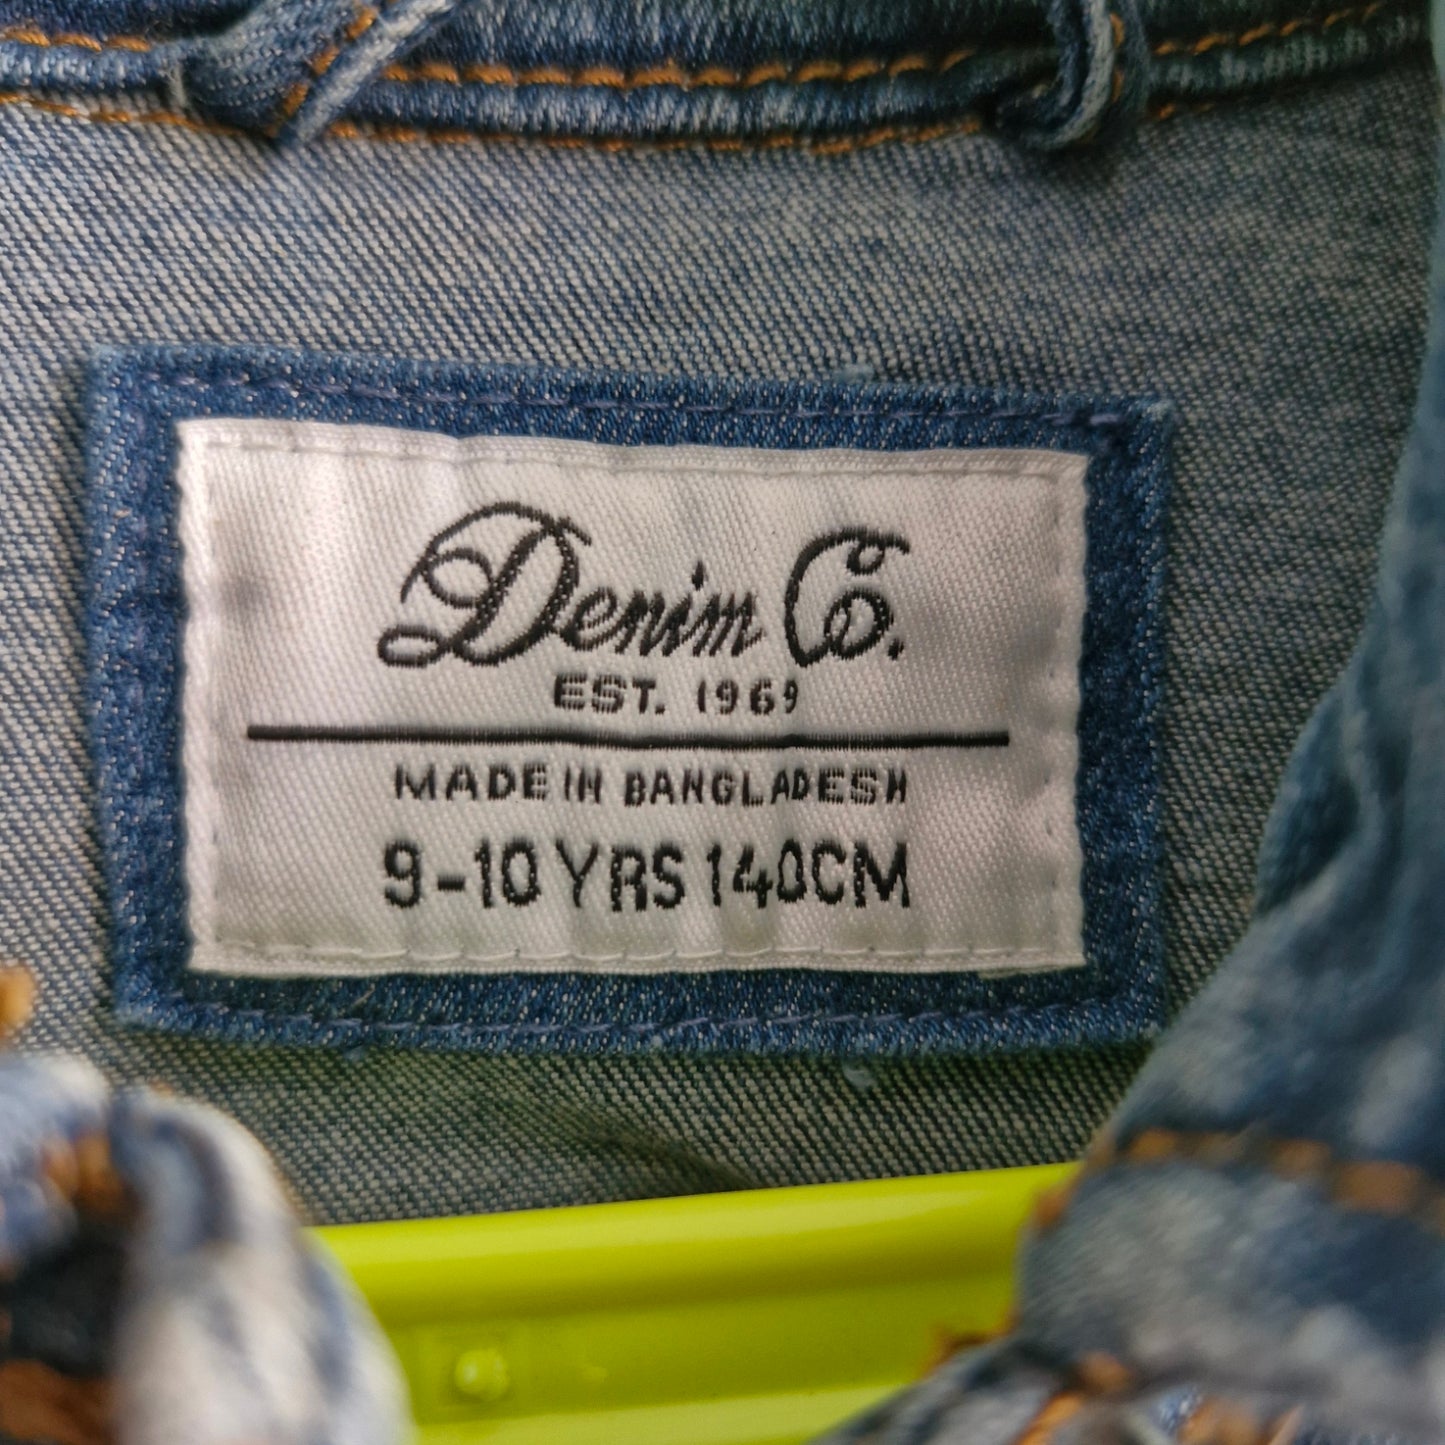 Denim Co.
EST. 1969
MADE IN BANGLADESH
9-10 YRS 140CM